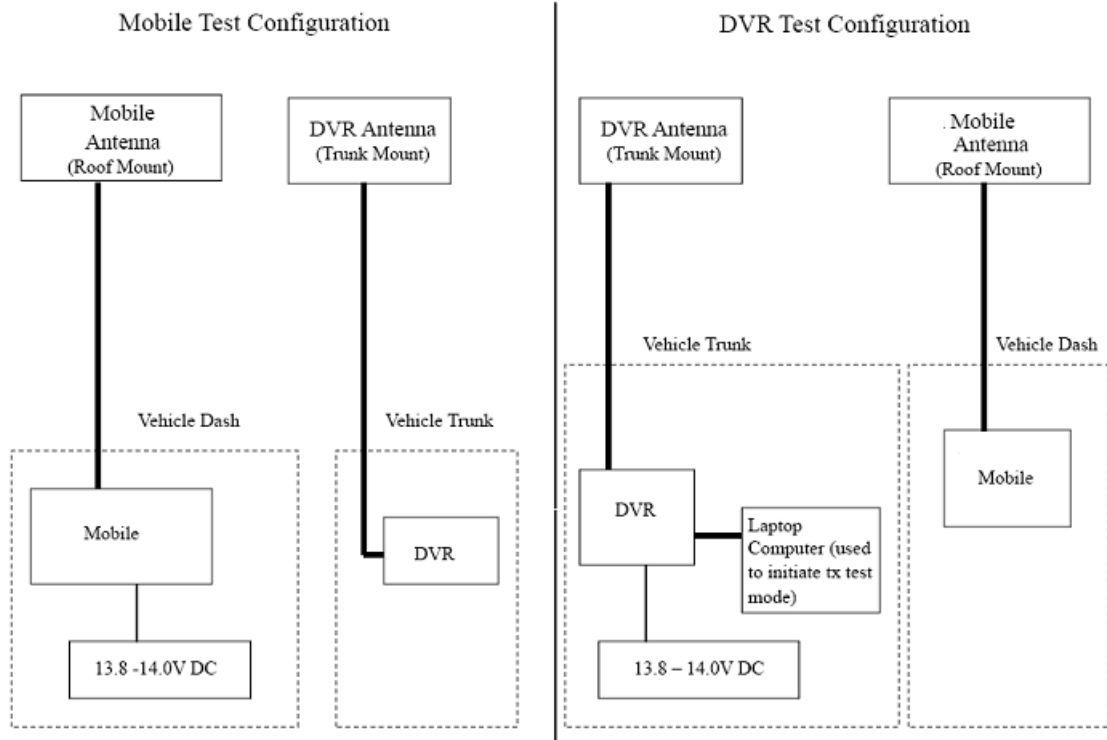 Mobile Test Configuration
Mobile
Antenna
(Roof Mount)
DVR Antenna
(Trunk Mount)
Vehicle Dash
Vehicle Trunk
Mobile
DVR
13.8 -14.0V DC
DVR Test Configuration
DVR Antenna
(Trunk Mount)
. Mobile
Antenna
(Roof Mount)
Vehicle Trunk
Vehicle Dash
DVR
Laptop
Computer (used
to initiate tx test
mode)
Mobile
13.8 – 14.0V DC